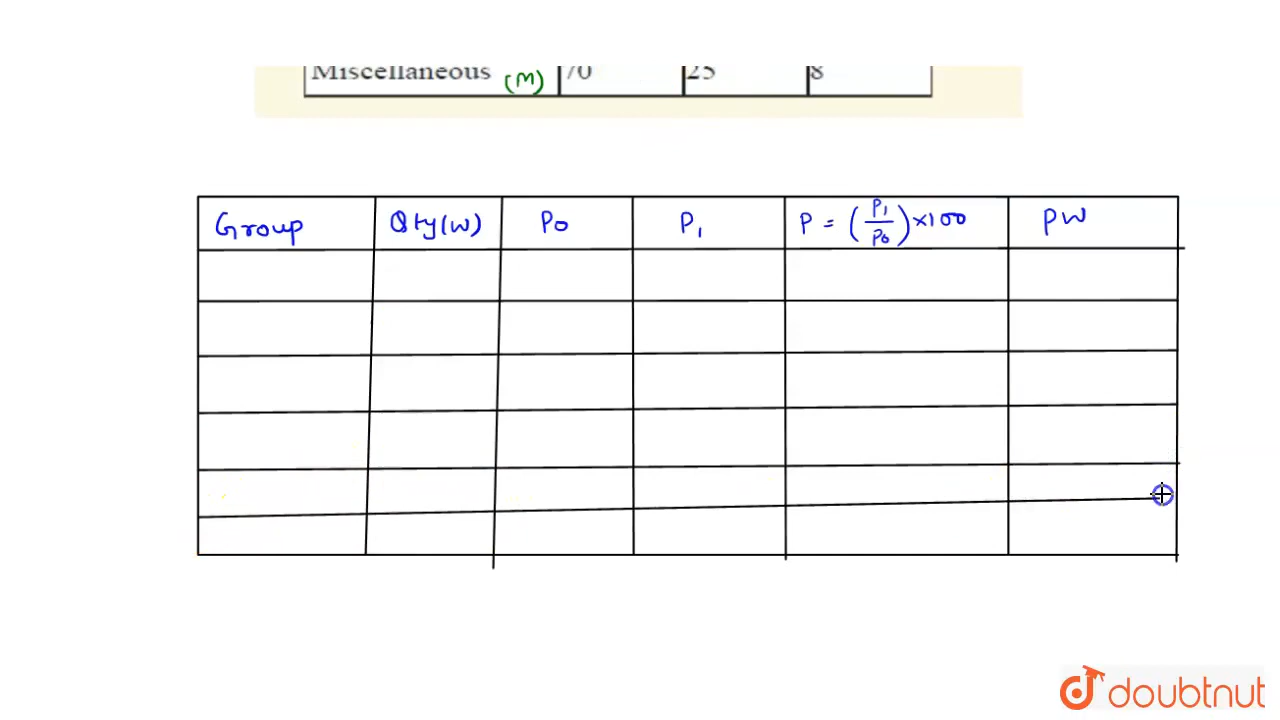 Miscellaneous (M) 70 25 8
Group Qty(W) P0 P1 P = (P1/P0)×100 PW
doubtnut